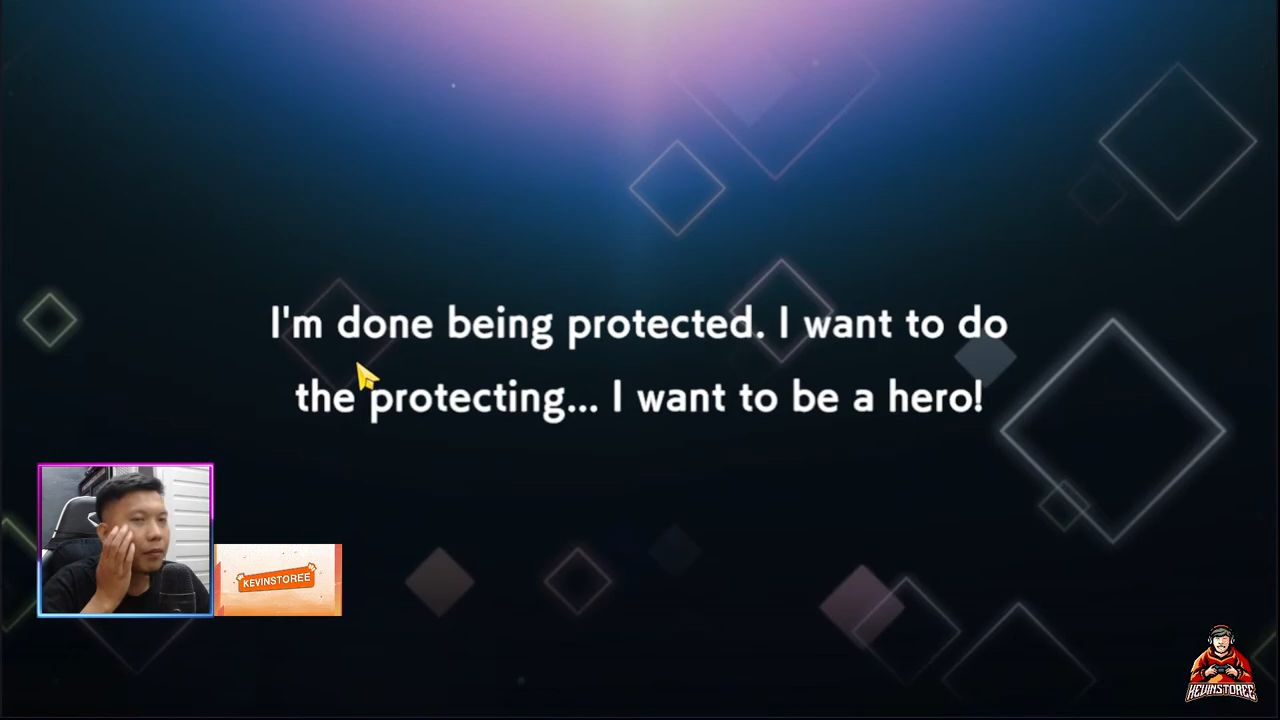 I'm done being protected. I want to do
the protecting... I want to be a hero!
KEVINSTOREE
KEVINSTOREE